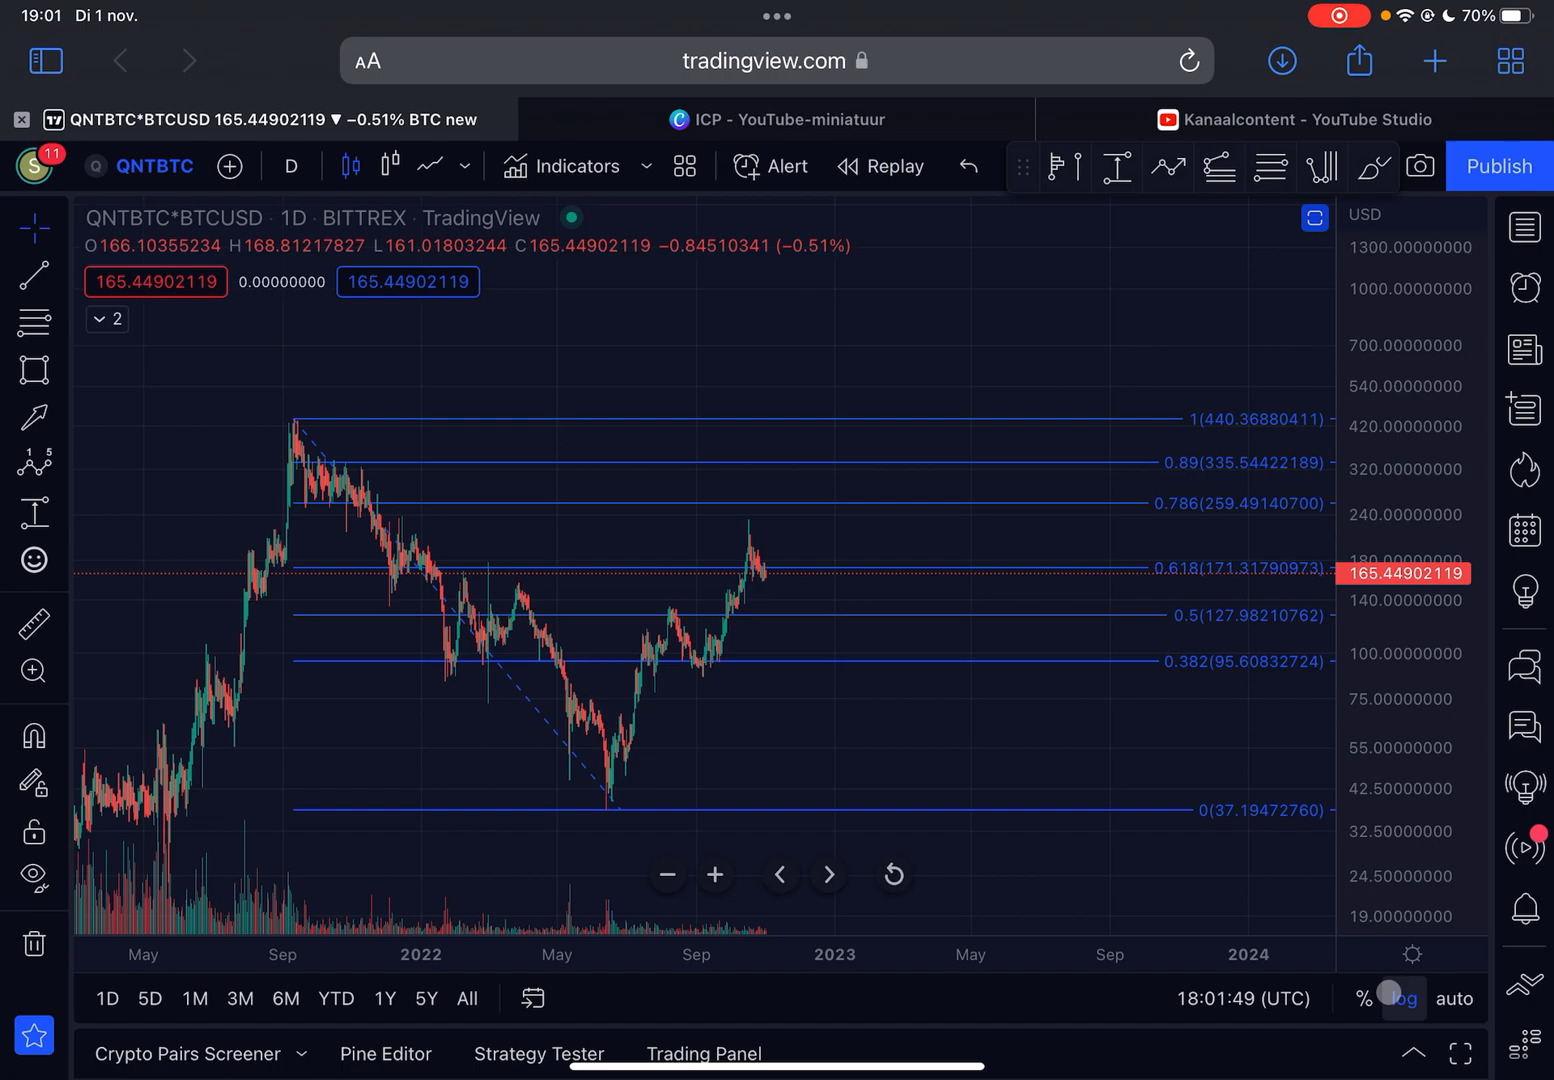 19:01 Di 1 nov.
70%
AA
tradingview.com
QNTBTC*BTCUSD 165.44902119 ▼ −0.51% BTC new
ICP - YouTube-miniatuur
Kanaalcontent - YouTube Studio
S 11
Q QNTBTC D Indicators Alert Replay Publish
QNTBTC*BTCUSD · 1D · BITTREX · TradingView
O166.10355234 H168.81217827 L161.01803244 C165.44902119 −0.84510341 (−0.51%)
165.44902119 0.00000000 165.44902119
2
USD
1300.00000000
1000.00000000
700.00000000
540.00000000
1(440.36880411)
420.00000000
0.89(335.54422189)
320.00000000
0.786(259.49140700)
240.00000000
180.00000000
0.618(171.31790973)
165.44902119
140.00000000
0.5(127.98210762)
100.00000000
0.382(95.60832724)
75.00000000
55.00000000
42.50000000
0(37.19472760)
32.50000000
24.50000000
19.00000000
May Sep 2022 May Sep 2023 May Sep 2024
1D 5D 1M 3M 6M YTD 1Y 5Y All
18:01:49 (UTC) % log auto
Crypto Pairs Screener Pine Editor Strategy Tester Trading Panel